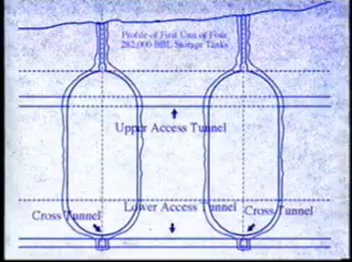 Profile of First Unit of Four
282,000 BBL Storage Tanks
Upper Access Tunnel
Lower Access Tunnel
Cross Tunnel
Cross Tunnel